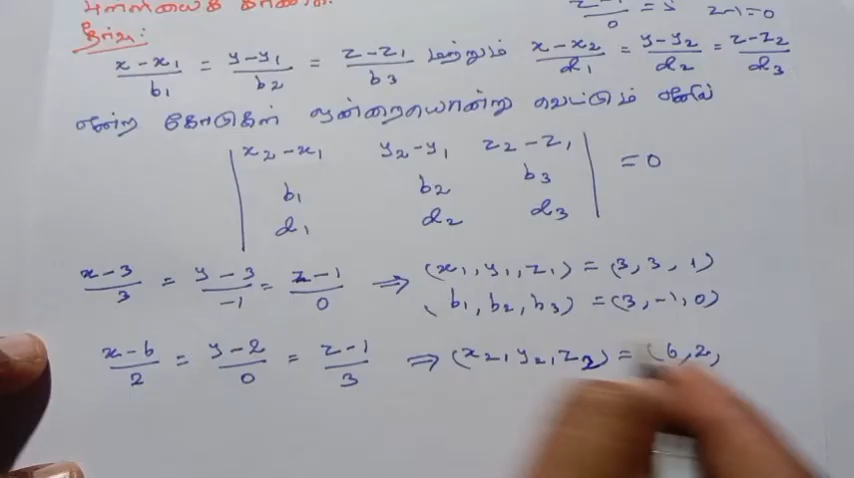 புள்ளியைக் காண்க.
/0 = z-1=0
தீர்வு:
x-x₁/b₁ = y-y₁/b₂ = z-z₁/b₃ மற்றும் x-x₂/d₁ = y-y₂/d₂ = z-z₂/d₃
என்ற கோடுகள் ஒன்றையொன்று வெட்டும் எனில்
| x₂-x₁ y₂-y₁ z₂-z₁ |
| b₁ b₂ b₃ | = 0
| d₁ d₂ d₃ |
x-3/3 = y-3/-1 = z-1/0 ⇒ (x₁, y₁, z₁) = (3, 3, 1)
(b₁, b₂, b₃) = (3, -1, 0)
x-6/2 = y-2/0 = z-1/3 ⇒ (x₂, y₂, z₂) = (6, 2,